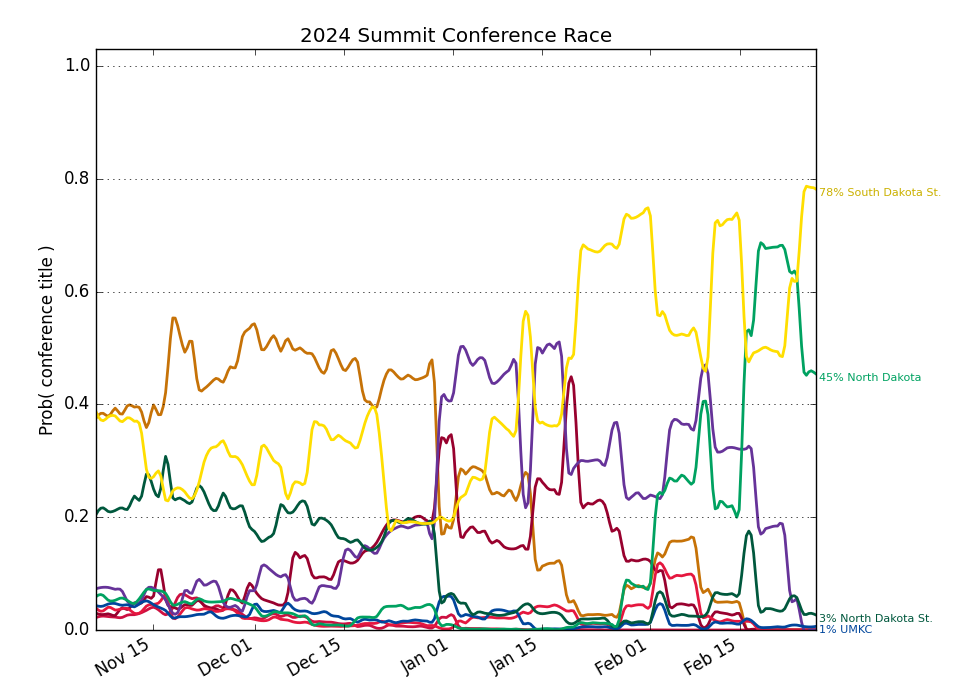 2024 Summit Conference Race
1.0
0.8
0.6
0.4
0.2
0.0
Prob( conference title )
78% South Dakota St.
45% North Dakota
3% North Dakota St.
1% UMKC
Nov 15
Dec 01
Dec 15
Jan 01
Jan 15
Feb 01
Feb 15